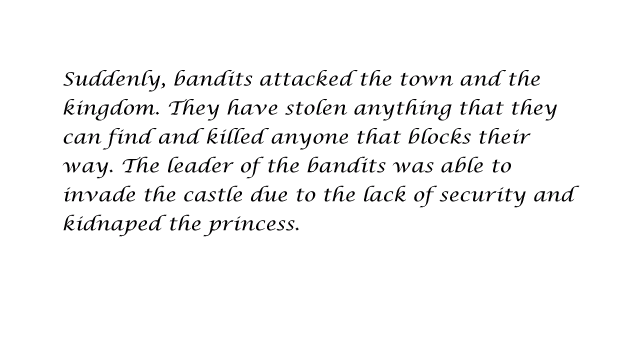 Suddenly, bandits attacked the town and the
kingdom. They have stolen anything that they
can find and killed anyone that blocks their
way. The leader of the bandits was able to
invade the castle due to the lack of security and
kidnaped the princess.